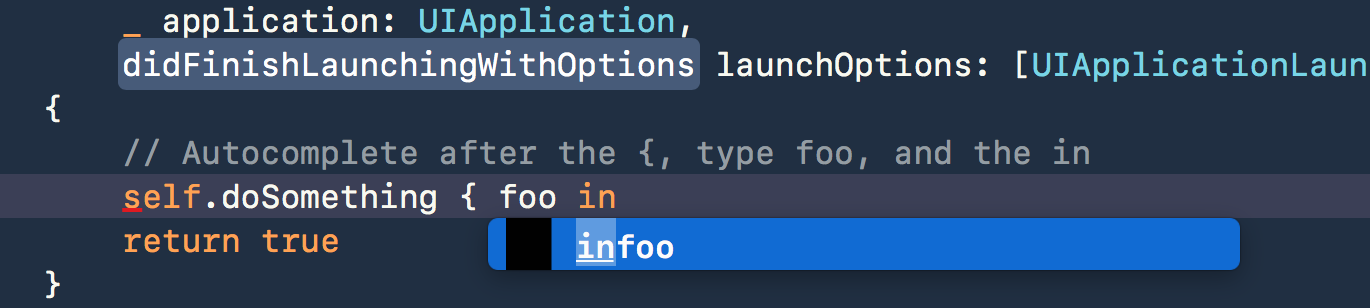 _ application: UIApplication,
didFinishLaunchingWithOptions launchOptions: [UIApplicationLaun
{
// Autocomplete after the {, type foo, and the in
self.doSomething { foo in
infoo
return true
}